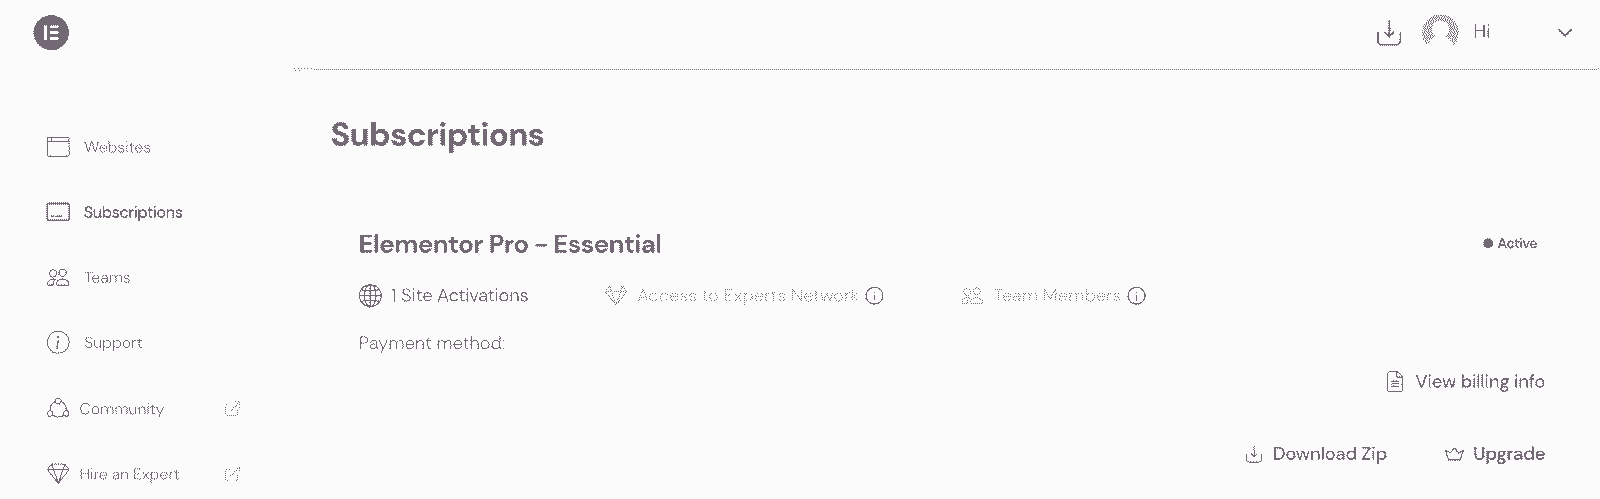 Hi
Subscriptions
Websites
Subscriptions
Teams
Support
Community
Hire an Expert
Elementor Pro – Essential
Active
1 Site Activations
Access to Experts Network
Team Members
Payment method:
View billing info
Download Zip
Upgrade